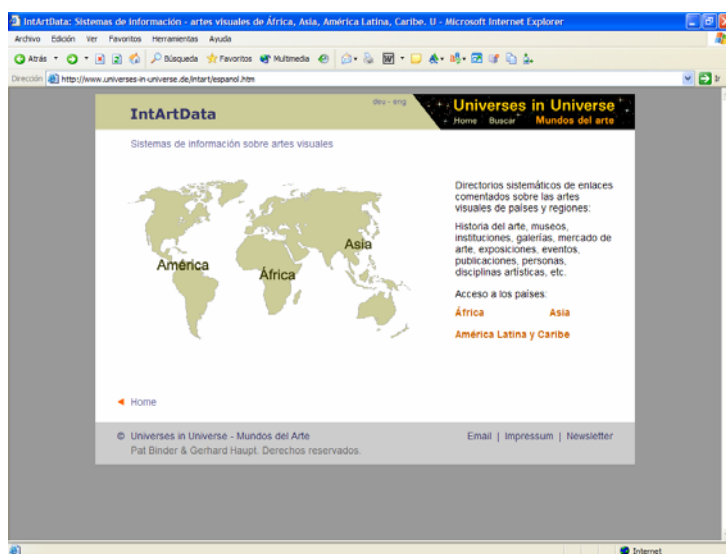 IntArtData: Sistemas de información - artes visuales de África, Asia, América Latina, Caribe. U - Microsoft Internet Explorer
Archivo Edición Ver Favoritos Herramientas Ayuda
Atrás Búsqueda Favoritos Multimedia
Dirección http://www.universes-in-universe.de/intart/espanol.htm Ir
IntArtData
deu - eng
Universes in Universe
Home Buscar Mundos del arte
Sistemas de información sobre artes visuales
América
África
Asia
Directorios sistemáticos de enlaces
comentados sobre las artes
visuales de países y regiones:
Historia del arte, museos,
instituciones, galerías, mercado de
arte, exposiciones, eventos,
publicaciones, personas,
disciplinas artísticas, etc.
Acceso a los países:
África Asia
América Latina y Caribe
Home
© Universes in Universe - Mundos del Arte
Pat Binder & Gerhard Haupt. Derechos reservados.
Email | Impressum | Newsletter
Internet